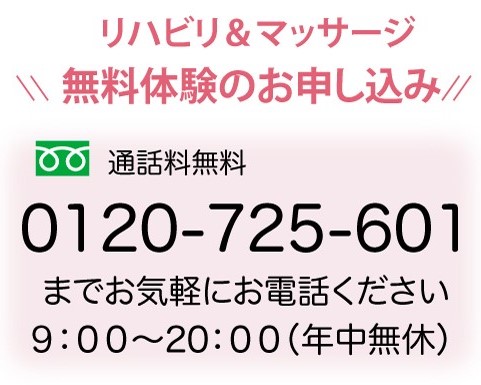 リハビリ＆マッサージ
\\ 無料体験のお申し込み //
通話料無料
0120-725-601
までお気軽にお電話ください
9：00〜20：00（年中無休）